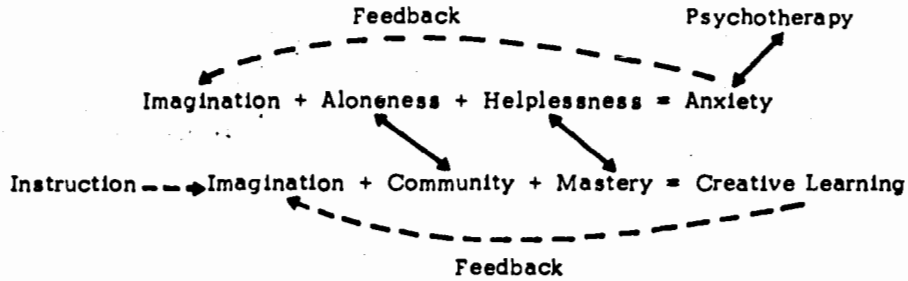 Feedback Psychotherapy
Imagination + Aloneness + Helplessness = Anxiety
Instruction Imagination + Community + Mastery = Creative Learning
Feedback